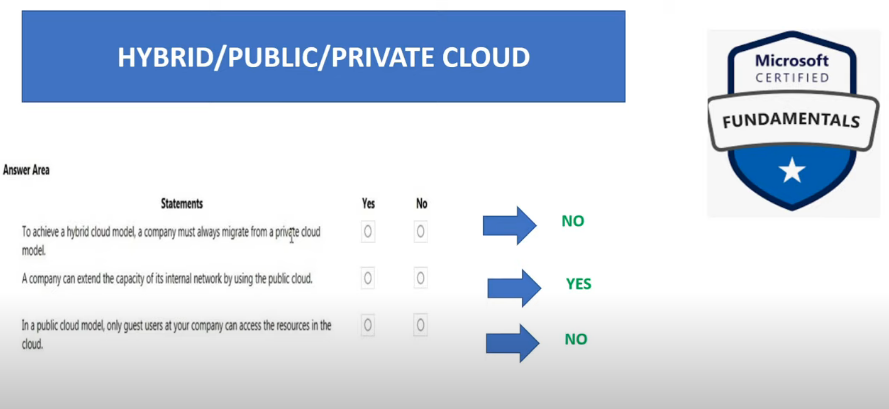 HYBRID/PUBLIC/PRIVATE CLOUD
Microsoft
CERTIFIED
FUNDAMENTALS
Answer Area
Statements Yes No
To achieve a hybrid cloud model, a company must always migrate from a private cloud
model.
NO
A company can extend the capacity of its internal network by using the public cloud.
YES
In a public cloud model, only guest users at your company can access the resources in the
cloud.
NO